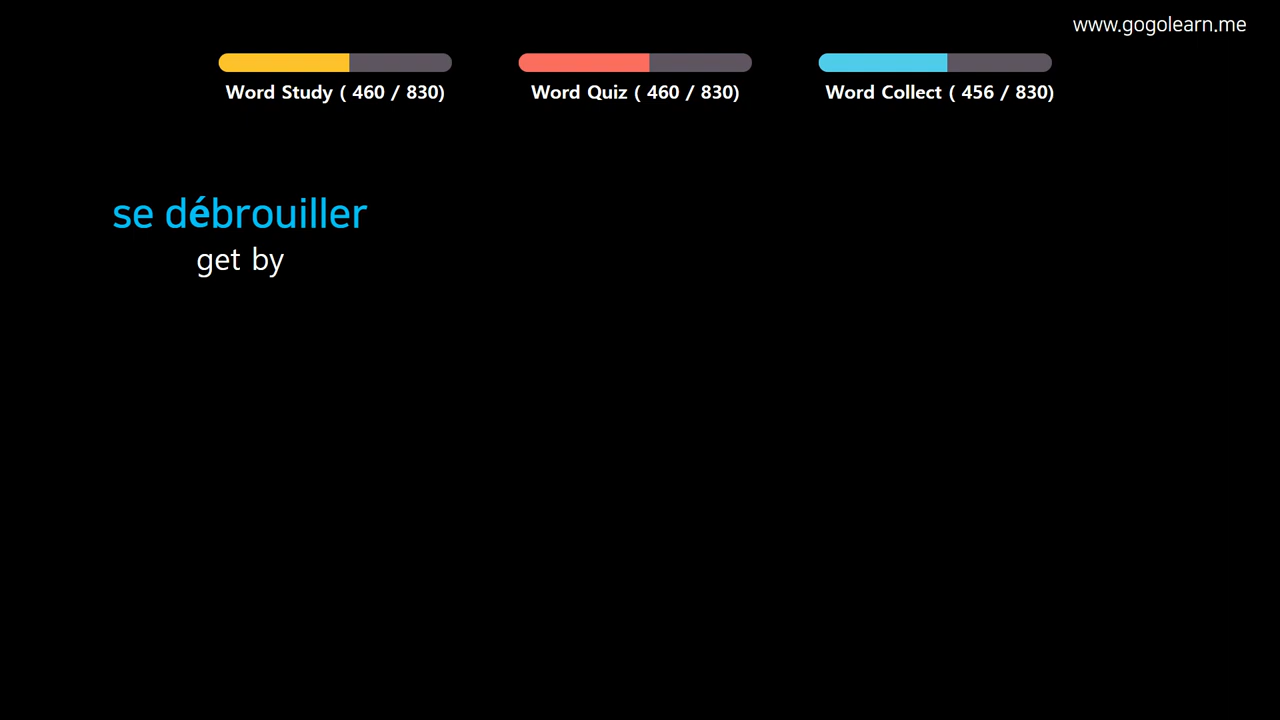 www.gogolearn.me
Word Study ( 460 / 830)
Word Quiz ( 460 / 830)
Word Collect ( 456 / 830)
se débrouiller
get by